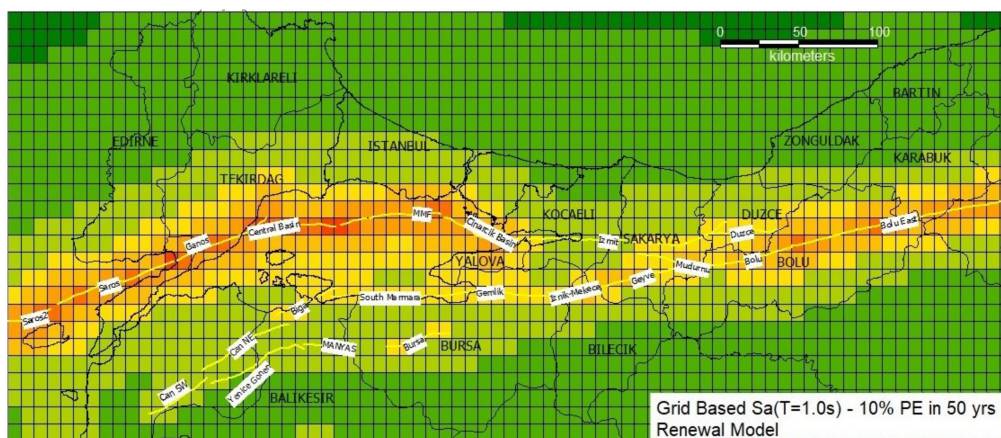 0 50 100
kilometers
KIRKLARELI
BARTIN
EDIRNE
ISTANBUL
ZONGULDAK
KARABUK
TEKIRDAG
KOCAELI
DUZCE
MMF
Bolu East
Central Basin
Cinarcik Basin
Duzce
Ganos
Izmit
SAKARYA
YALOVA
Mudurnu
Bolu
BOLU
Saros
Geyve
South Marmara
Gemlik
Iznik-Mekece
Biga
Saros2
Can NE
MANYAS
Bursa
BURSA
BILECIK
Can SW
Yenice Gonen
BALIKESIR
Grid Based Sa(T=1.0s) - 10% PE in 50 yrs
Renewal Model